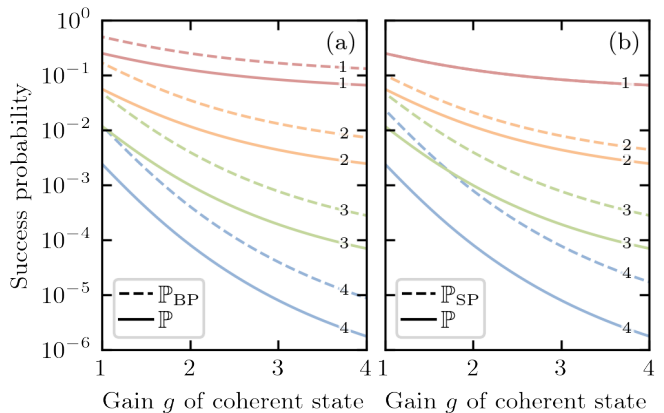 10^0
10^-1
10^-2
10^-3
10^-4
10^-5
10^-6
Success probability
(a)
1
1
2
2
3
3
4
4
ℙ_BP
ℙ
1 2 3 4
Gain g of coherent state
(b)
1
2
2
3
3
4
4
ℙ_SP
ℙ
1 2 3 4
Gain g of coherent state